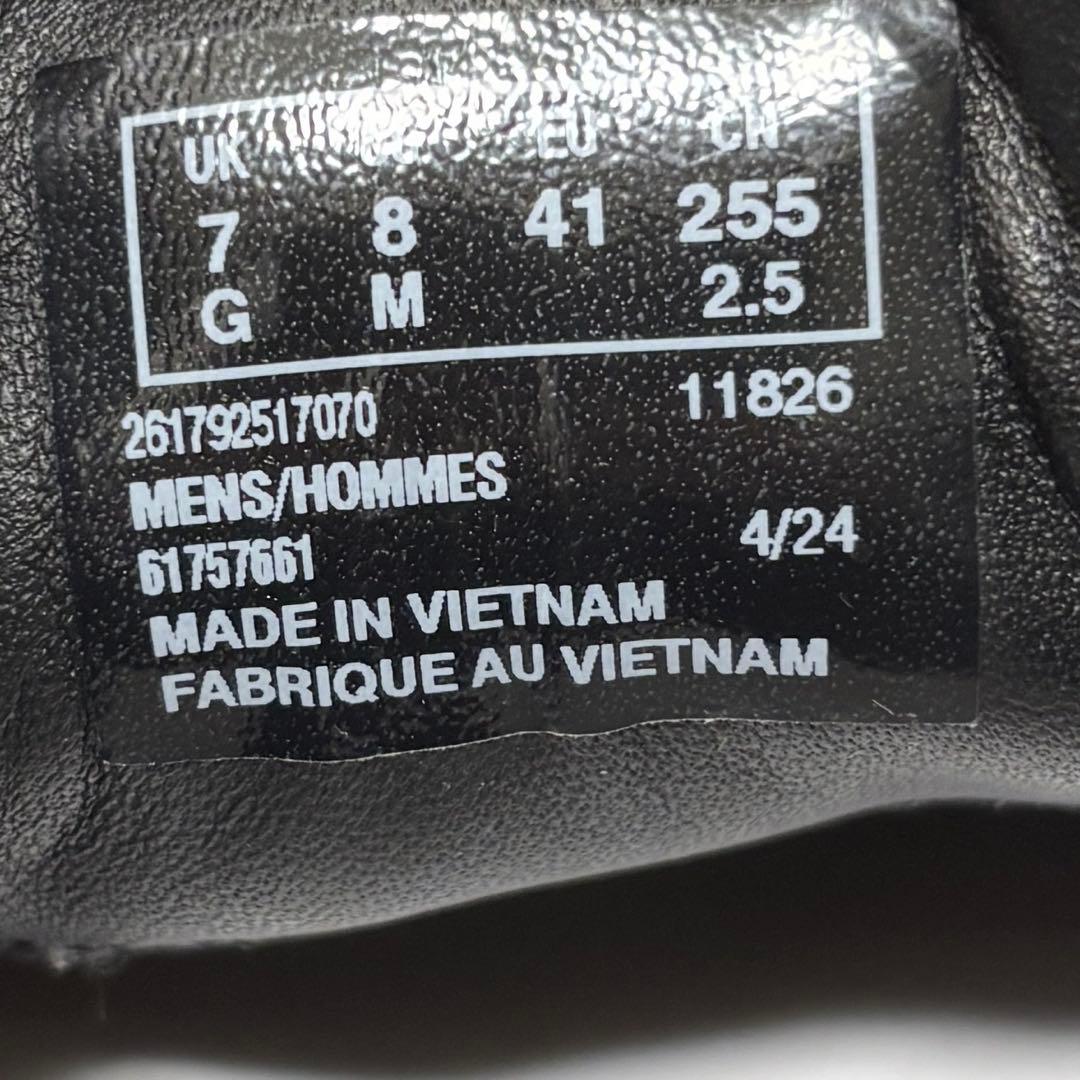 UK US EU CN
7 8 41 255
G M 2.5
261792517070 11826
MENS/HOMMES
61757661 4/24
MADE IN VIETNAM
FABRIQUE AU VIETNAM